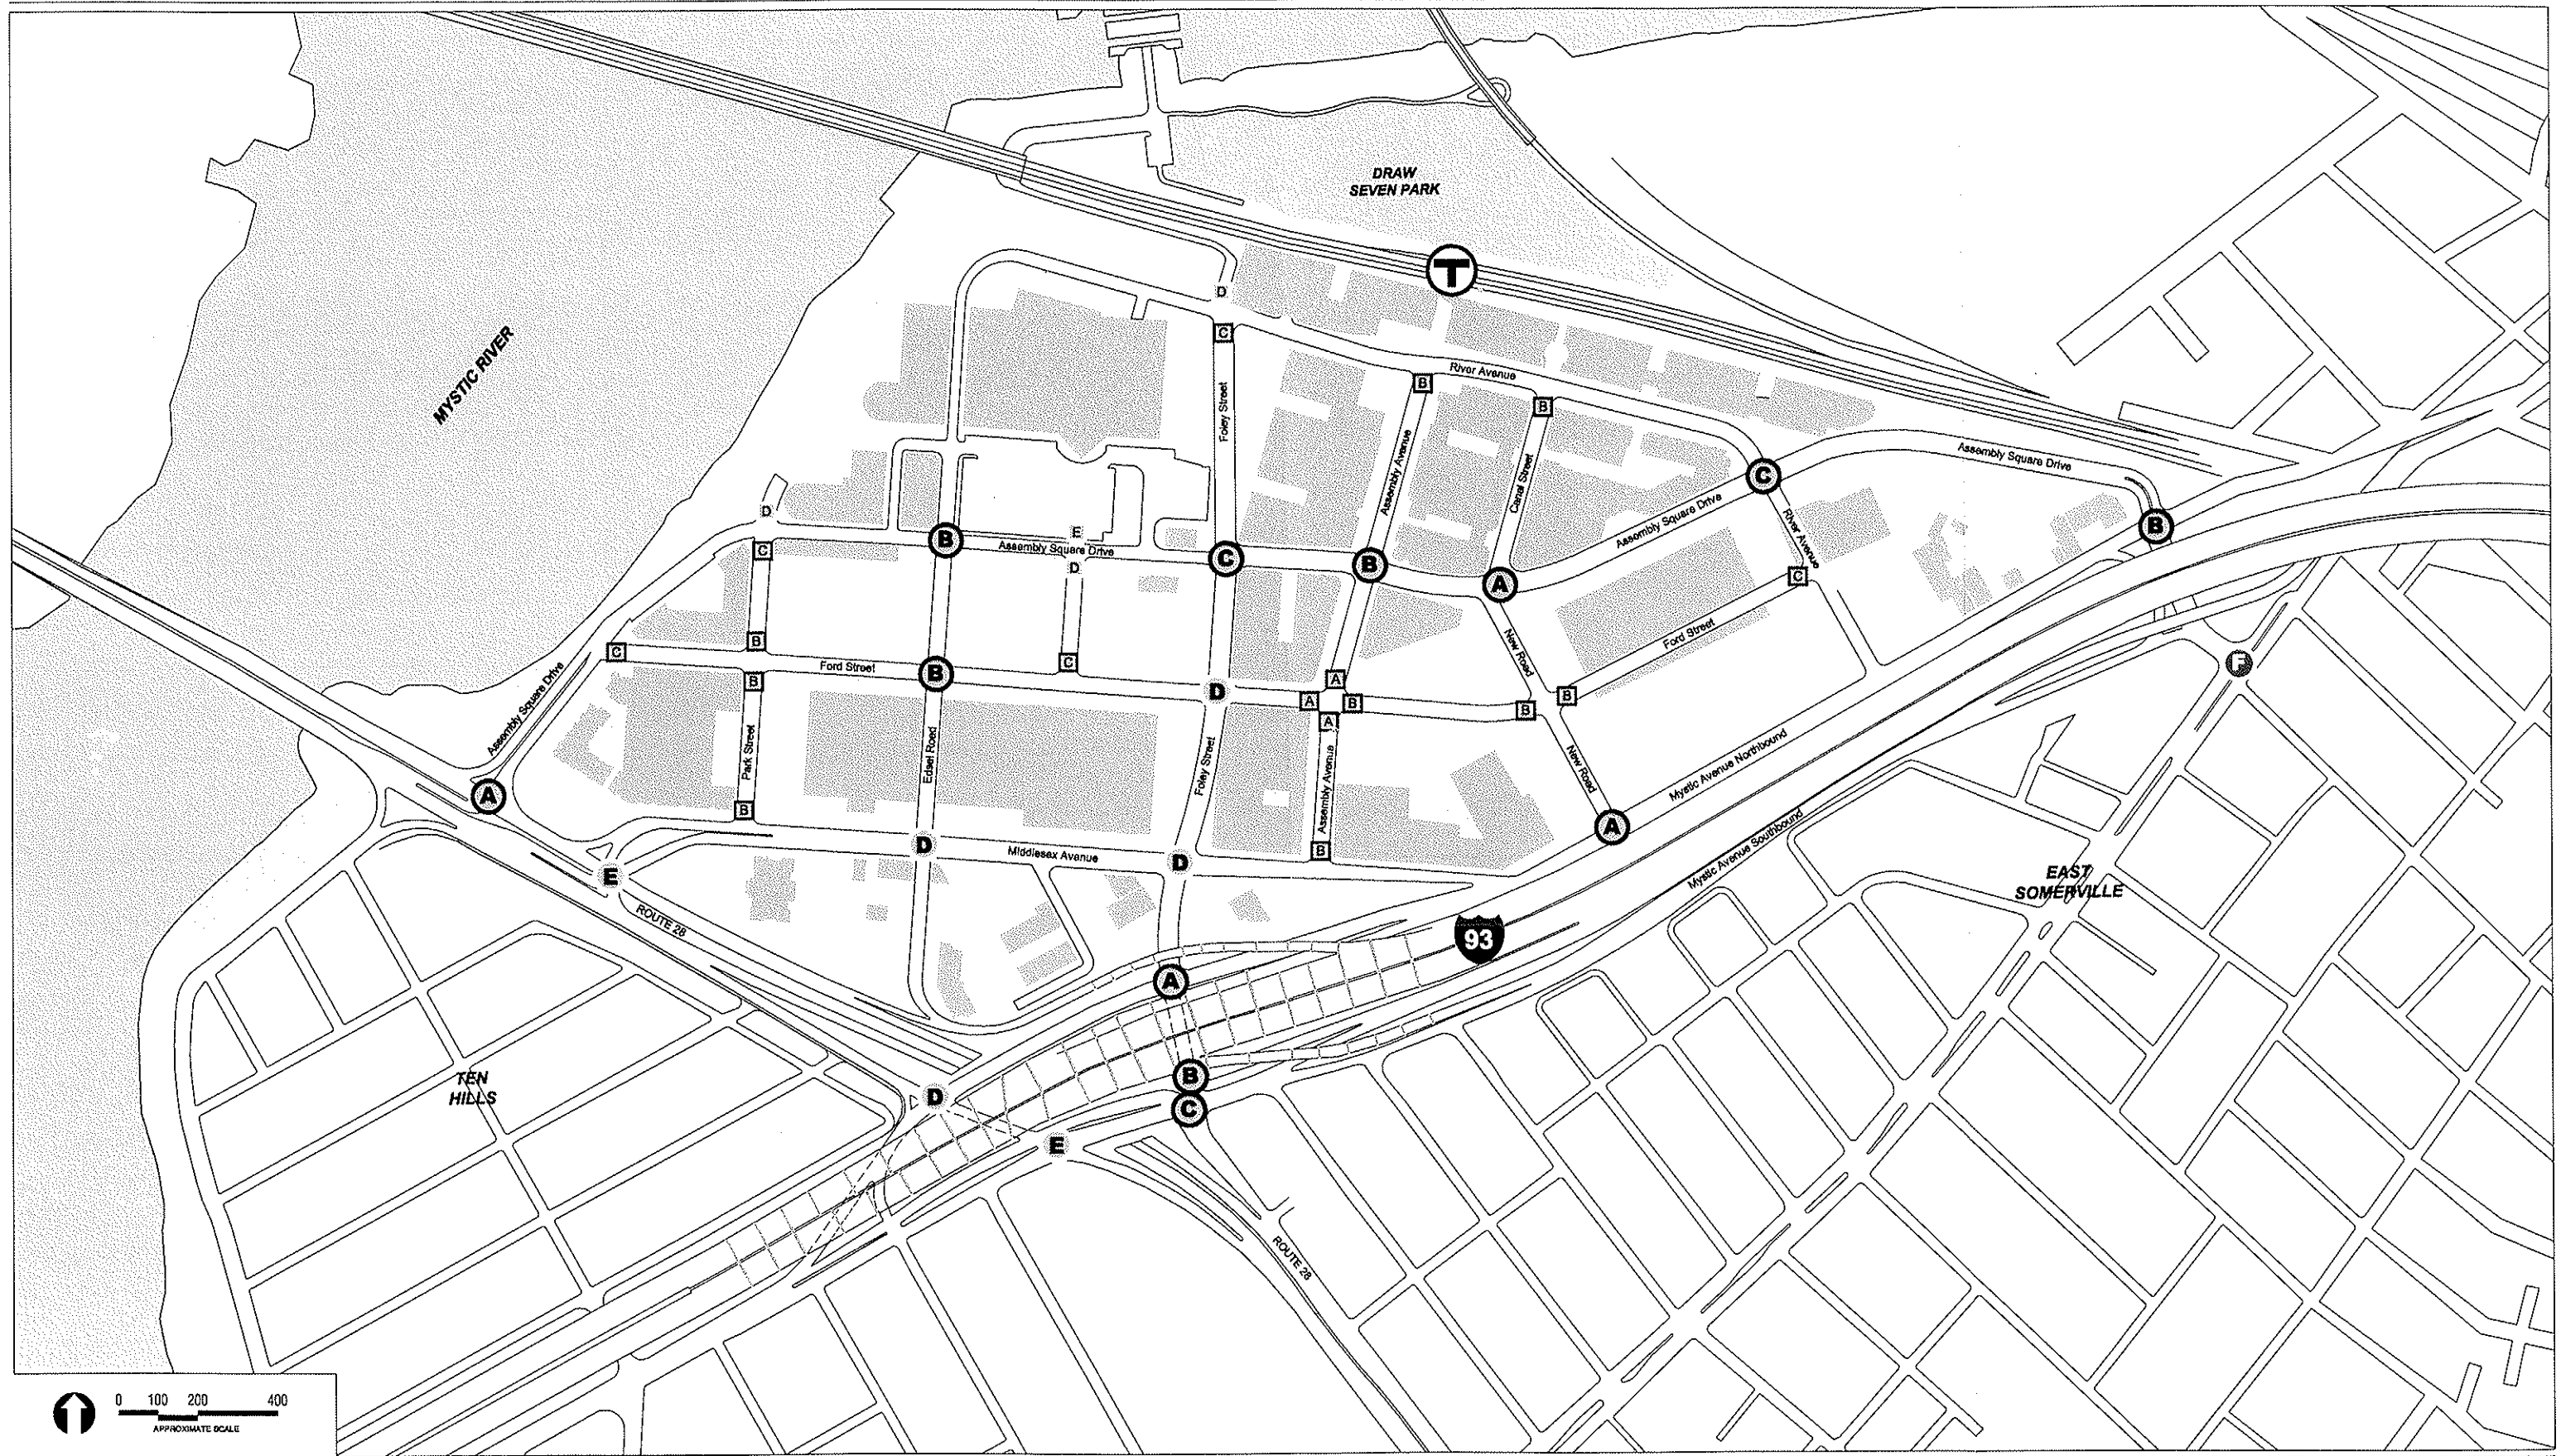 DRAW
SEVEN PARK
T
D
C
MYSTIC RIVER
River Avenue
B
B
Foley Street
Assembly Avenue
Canal Street
C
Assembly Square Drive
Assembly Square Drive
River Avenue
B
D
C
B
E
Assembly Square Drive
D
C
B
A
C
B
C
Ford Street
B
C
B
Ford Street
New Road
F
B
D
A
A
B
A
B
B
Assembly Square Drive
Park Street
Edsel Road
Foley Street
Assembly Avenue
New Road
Mystic Avenue Northbound
A
B
A
D
Middlesex Avenue
D
B
Mystic Avenue Southbound
E
EAST
SOMERVILLE
ROUTE 28
93
A
TEN
HILLS
D
B
C
E
ROUTE 28
0 100 200 400
APPROXIMATE SCALE